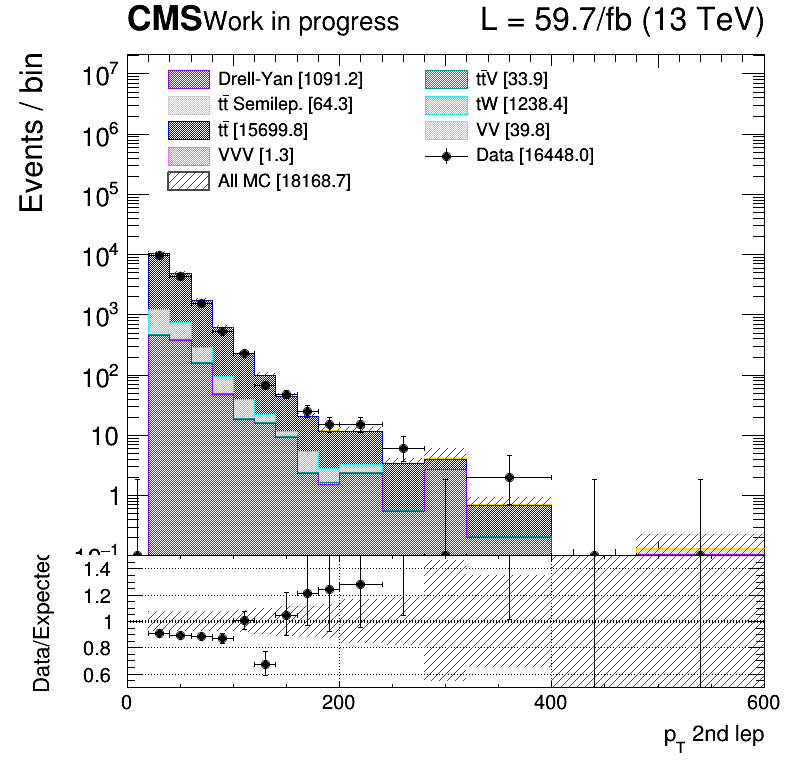 CMS Work in progress L = 59.7/fb (13 TeV)
Events / bin
10⁷
10⁶
10⁵
10⁴
10³
10²
10
1
10⁻¹
Drell-Yan [1091.2]
tt̄ Semilep. [64.3]
tt̄ [15699.8]
VVV [1.3]
All MC [18168.7]
tt̄V [33.9]
tW [1238.4]
VV [39.8]
Data [16448.0]
Data/Expected
1.4
1.2
1
0.8
0.6
0 200 400 600
p_T 2nd lep